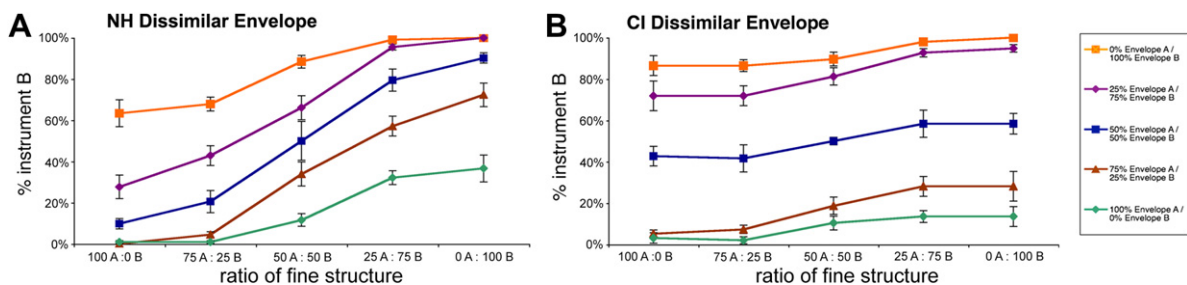 A
NH Dissimilar Envelope
100%
80%
60%
40%
20%
0%
% instrument B
100 A :0 B
75 A : 25 B
50 A : 50 B
25 A : 75 B
0 A : 100 B
ratio of fine structure
B
CI Dissimilar Envelope
100%
80%
60%
40%
20%
0%
% instrument B
100 A : 0 B
75 A : 25 B
50 A : 50 B
25 A : 75 B
0 A : 100 B
ratio of fine structure
0% Envelope A /
100% Envelope B
25% Envelope A /
75% Envelope B
50% Envelope A /
50% Envelope B
75% Envelope A /
25% Envelope B
100% Envelope A /
0% Envelope B